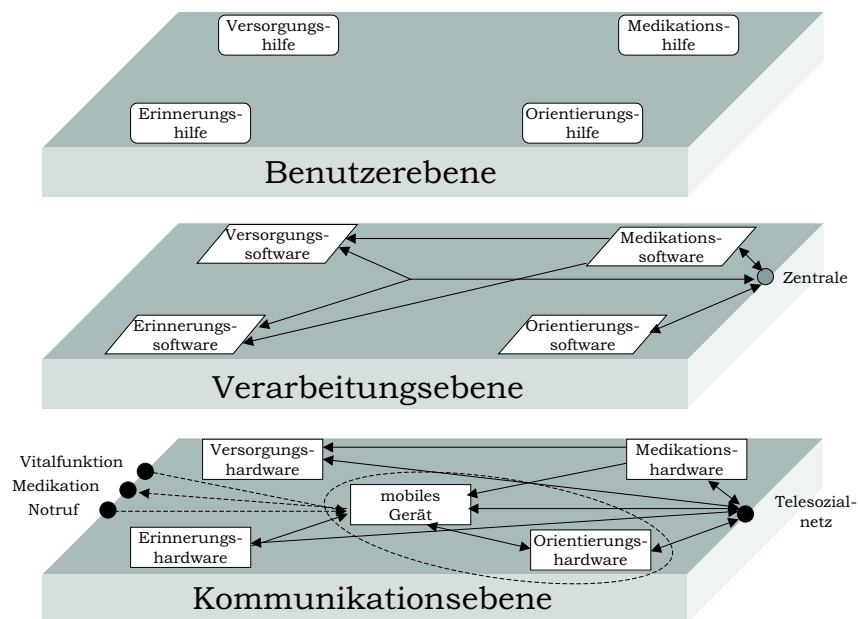 Versorgungs-
hilfe
Medikations-
hilfe
Erinnerungs-
hilfe
Orientierungs-
hilfe
Benutzerebene
Versorgungs-
software
Medikations-
software
Zentrale
Erinnerungs-
software
Orientierungs-
software
Verarbeitungsebene
Versorgungs-
hardware
Medikations-
hardware
Vitalfunktion
Medikation
Notruf
mobiles
Gerät
Telesozial-
netz
Erinnerungs-
hardware
Orientierungs-
hardware
Kommunikationsebene